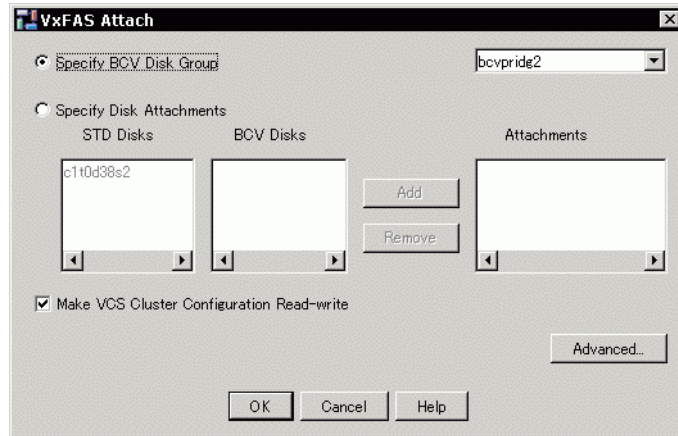 VxFAS Attach
Specify BCV Disk Group
bcvpridg2
Specify Disk Attachments
STD Disks BCV Disks Attachments
c1t0d38s2
Add
Remove
Make VCS Cluster Configuration Read-write
Advanced...
OK Cancel Help